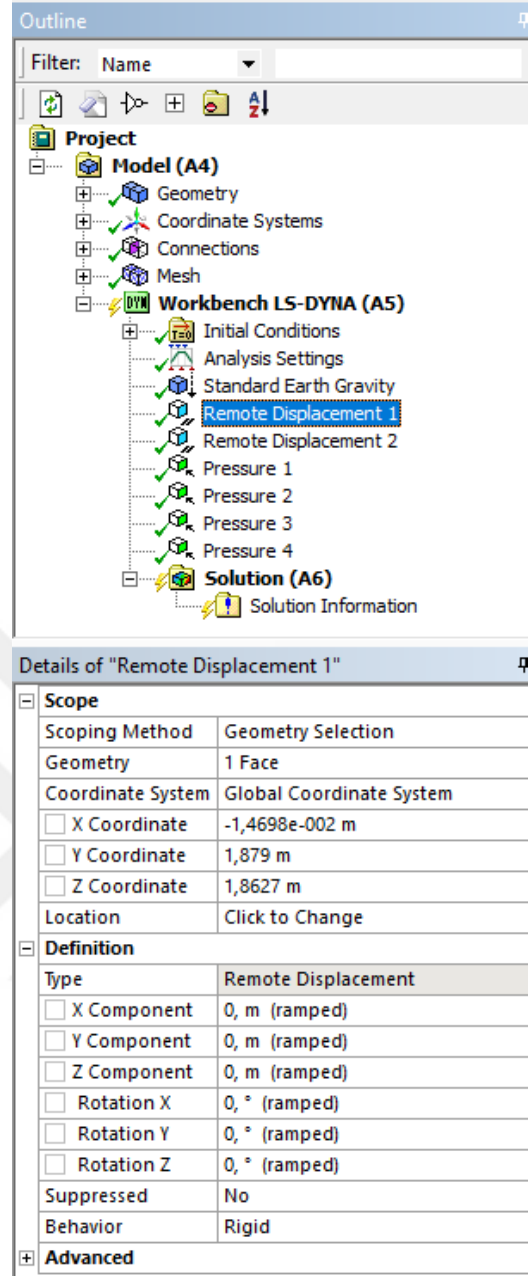 Outline
Filter: Name
Project
Model (A4)
Geometry
Coordinate Systems
Connections
Mesh
DYN Workbench LS-DYNA (A5)
T=0 Initial Conditions
Analysis Settings
Standard Earth Gravity
Remote Displacement 1
Remote Displacement 2
Pressure 1
Pressure 2
Pressure 3
Pressure 4
Solution (A6)
Solution Information
Details of "Remote Displacement 1"
Scope
Scoping Method Geometry Selection
Geometry 1 Face
Coordinate System Global Coordinate System
X Coordinate -1,4698e-002 m
Y Coordinate 1,879 m
Z Coordinate 1,8627 m
Location Click to Change
Definition
Type Remote Displacement
X Component 0, m (ramped)
Y Component 0, m (ramped)
Z Component 0, m (ramped)
Rotation X 0, ° (ramped)
Rotation Y 0, ° (ramped)
Rotation Z 0, ° (ramped)
Suppressed No
Behavior Rigid
Advanced